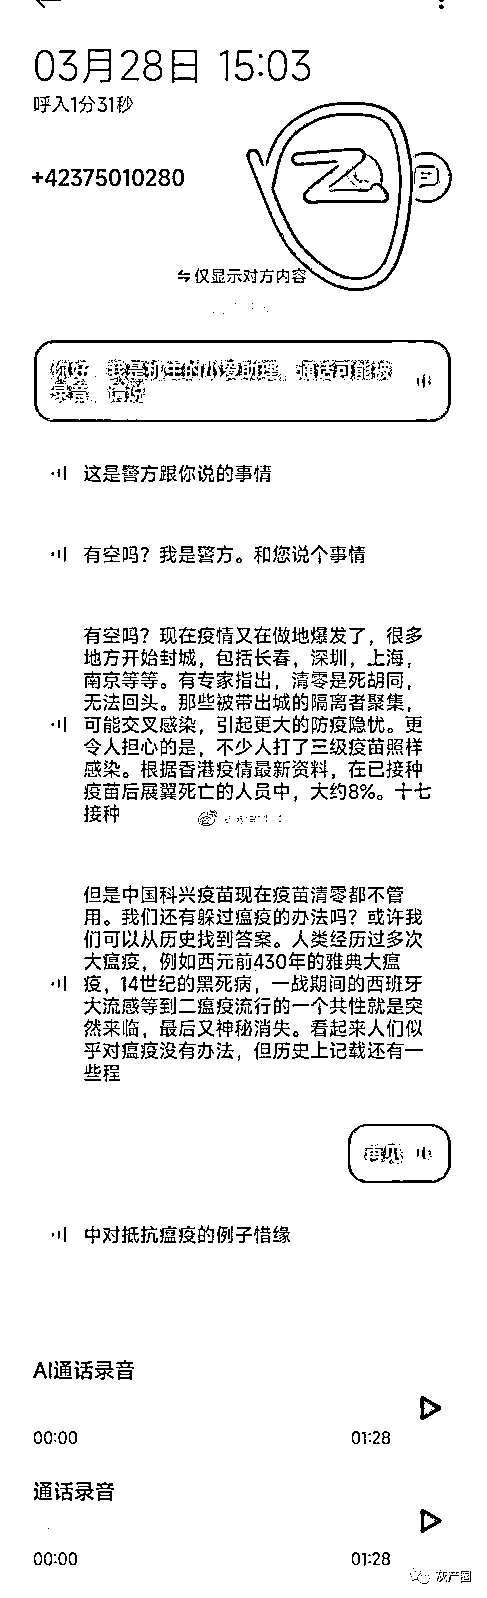 03月28日 15:03
呼入1分31秒
+42375010280
仅显示对方内容
你好，我是机主的小爱助理，通话可能被
录音，请说
这是警方跟你说的事情
有空吗？我是警方。和您说个事情
有空吗？现在疫情又在做地爆发了，很多
地方开始封城，包括长春，深圳，上海，
南京等等。有专家指出，清零是死胡同，
无法回头。那些被带出城的隔离者聚集，
可能交叉感染，引起更大的防疫隐忧。更
令人担心的是，不少人打了三级疫苗照样
感染。根据香港疫情最新资料，在已接种
疫苗后展翼死亡的人员中，大约8%。十七
接种
但是中国科兴疫苗现在疫苗清零都不管
用。我们还有躲过瘟疫的办法吗？或许我
们可以从历史找到答案。人类经历过多次
大瘟疫，例如西元前430年的雅典大瘟
疫，14世纪的黑死病，一战期间的西班牙
大流感等到二瘟疫流行的一个共性就是突
然来临，最后又神秘消失。看起来人们似
乎对瘟疫没有办法，但历史上记载还有一
些程
再见
中对抵抗瘟疫的例子惜缘
AI通话录音
00:00 01:28
通话录音
00:00 01:28
灰产圈